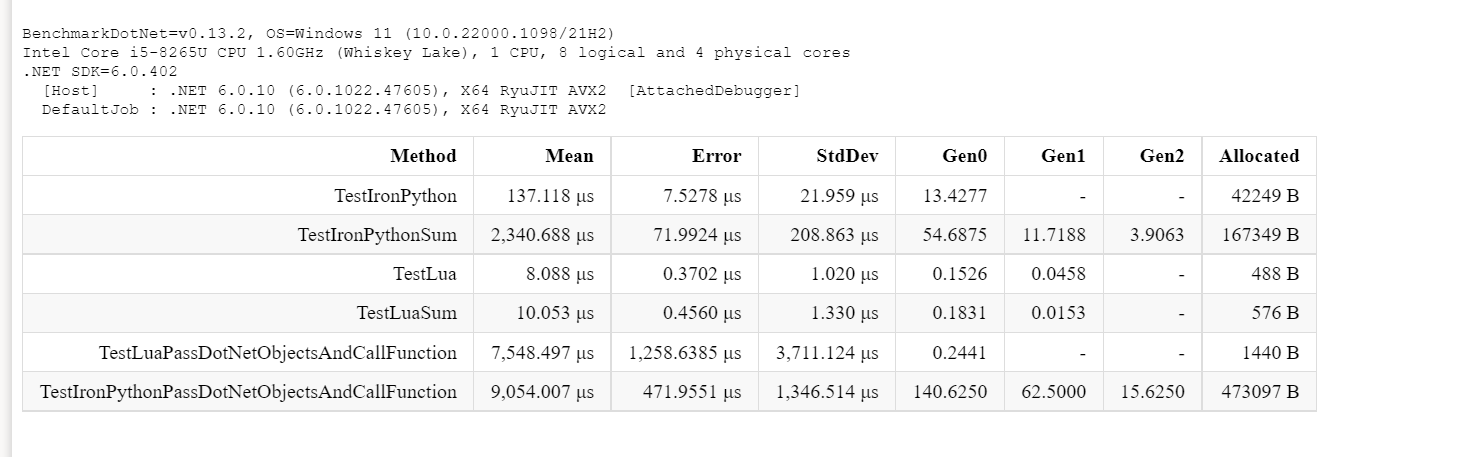 BenchmarkDotNet=v0.13.2, OS=Windows 11 (10.0.22000.1098/21H2)
Intel Core i5-8265U CPU 1.60GHz (Whiskey Lake), 1 CPU, 8 logical and 4 physical cores
.NET SDK=6.0.402
[Host]     : .NET 6.0.10 (6.0.1022.47605), X64 RyuJIT AVX2  [AttachedDebugger]
DefaultJob : .NET 6.0.10 (6.0.1022.47605), X64 RyuJIT AVX2
Method Mean Error StdDev Gen0 Gen1 Gen2 Allocated
TestIronPython 137.118 μs 7.5278 μs 21.959 μs 13.4277 - - 42249 B
TestIronPythonSum 2,340.688 μs 71.9924 μs 208.863 μs 54.6875 11.7188 3.9063 167349 B
TestLua 8.088 μs 0.3702 μs 1.020 μs 0.1526 0.0458 - 488 B
TestLuaSum 10.053 μs 0.4560 μs 1.330 μs 0.1831 0.0153 - 576 B
TestLuaPassDotNetObjectsAndCallFunction 7,548.497 μs 1,258.6385 μs 3,711.124 μs 0.2441 - - 1440 B
TestIronPythonPassDotNetObjectsAndCallFunction 9,054.007 μs 471.9551 μs 1,346.514 μs 140.6250 62.5000 15.6250 473097 B